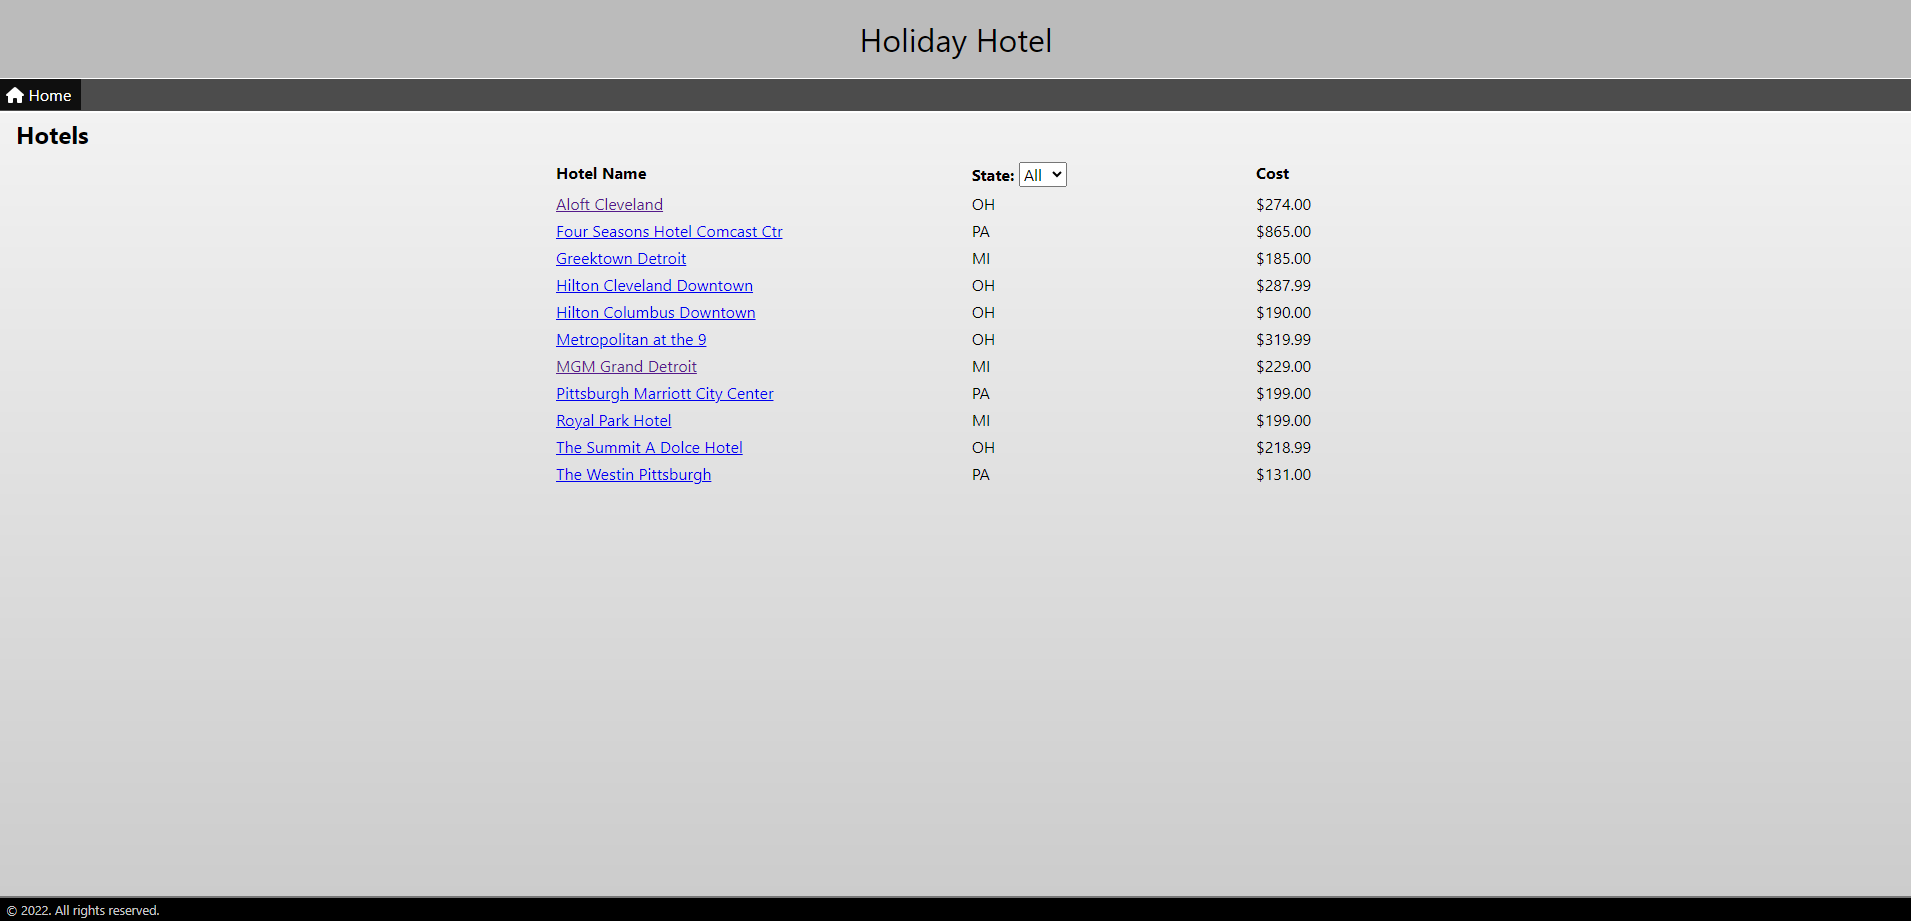 Holiday Hotel
Home
Hotels
Hotel Name State: All Cost
Aloft Cleveland OH $274.00
Four Seasons Hotel Comcast Ctr PA $865.00
Greektown Detroit MI $185.00
Hilton Cleveland Downtown OH $287.99
Hilton Columbus Downtown OH $190.00
Metropolitan at the 9 OH $319.99
MGM Grand Detroit MI $229.00
Pittsburgh Marriott City Center PA $199.00
Royal Park Hotel MI $199.00
The Summit A Dolce Hotel OH $218.99
The Westin Pittsburgh PA $131.00
© 2022. All rights reserved.